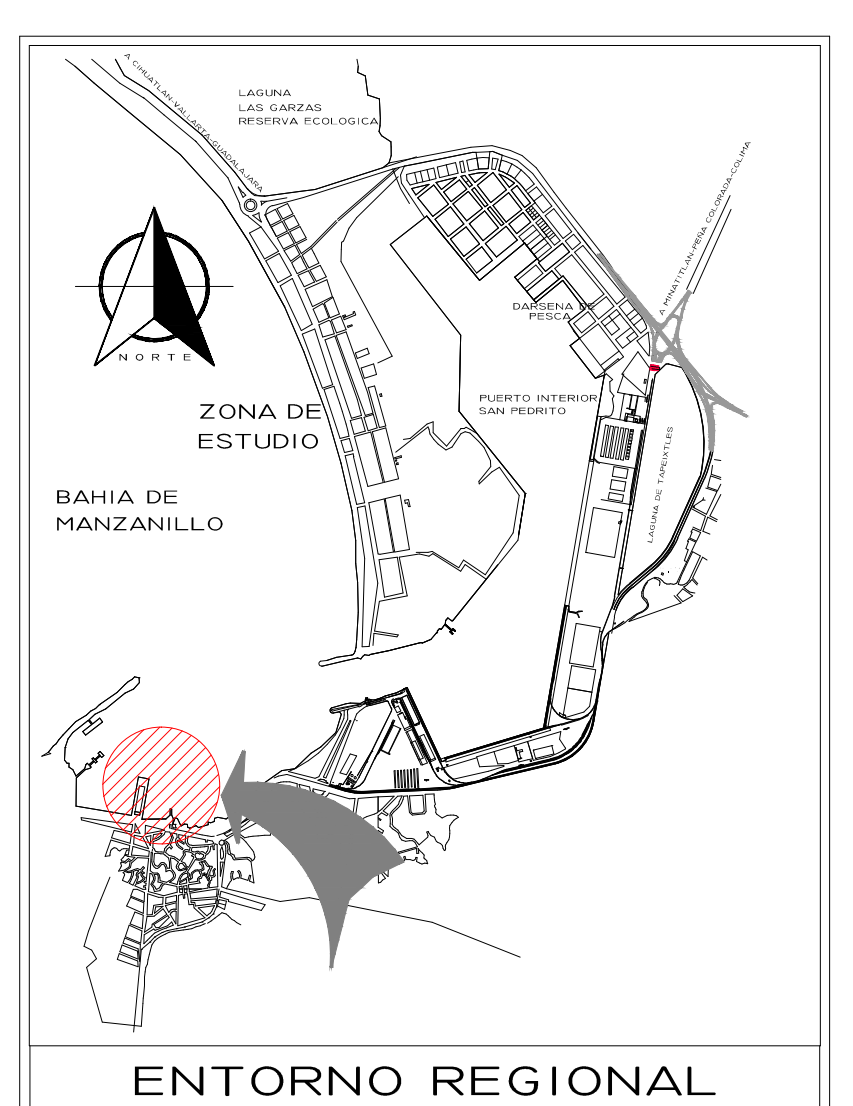 A CIHUATLAN-VALLARTA-GUADALAJARA
LAGUNA
LAS GARZAS
RESERVA ECOLOGICA
A MINATITLAN-PEÑA COLORADA-COLIMA
NORTE
DARSENA DE
PESCA
PUERTO INTERIOR
SAN PEDRITO
ZONA DE
ESTUDIO
LAGUNA DE TAPEIXTLES
BAHIA DE
MANZANILLO
ENTORNO REGIONAL